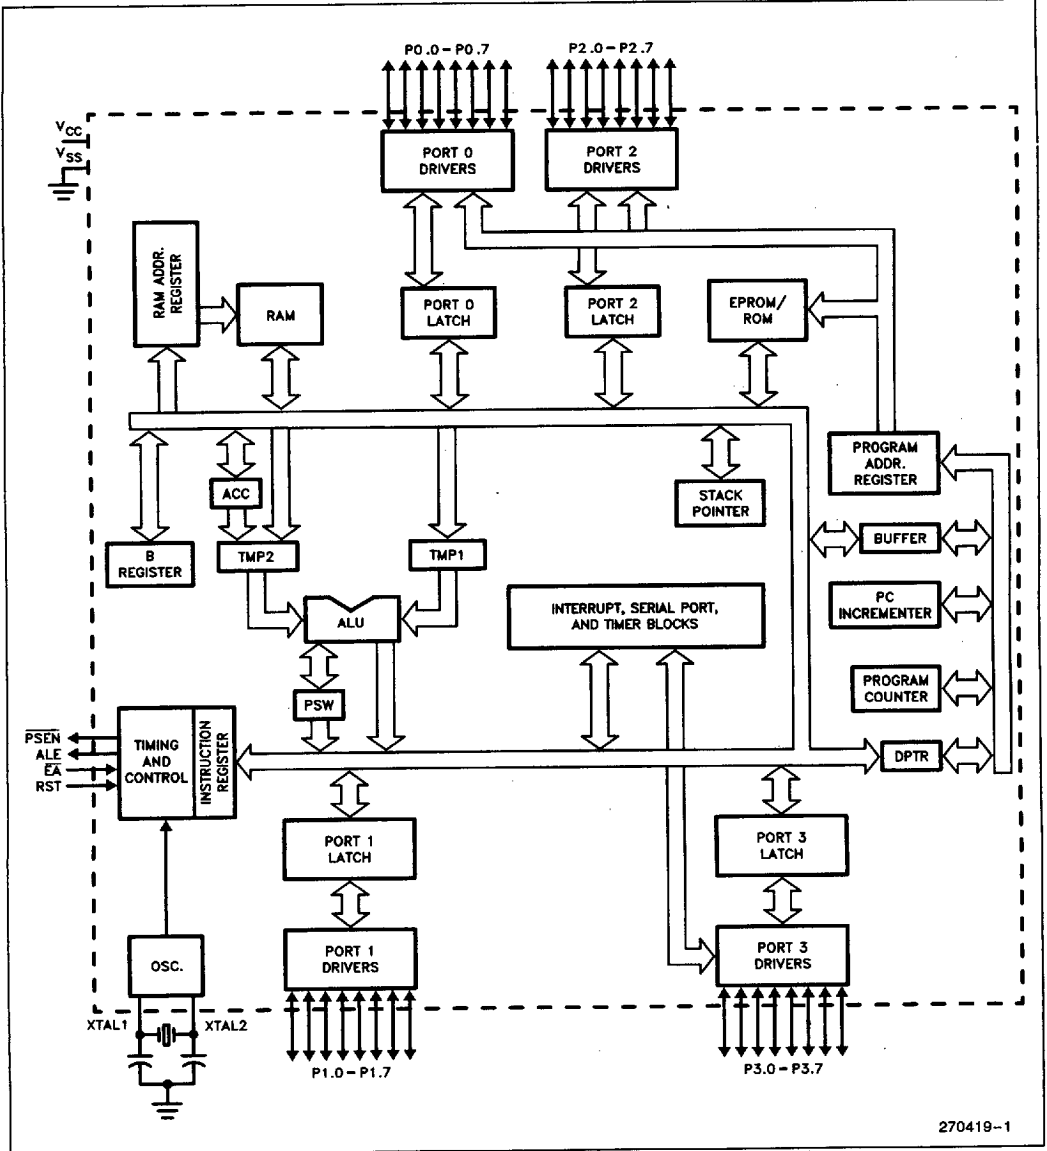 P0.0–P0.7
P2.0–P2.7
VCC
VSS
PORT 0
DRIVERS
PORT 2
DRIVERS
RAM ADDR.
REGISTER
RAM
PORT 0
LATCH
PORT 2
LATCH
EPROM/
ROM
PROGRAM
ADDR.
REGISTER
ACC
STACK
POINTER
B
REGISTER
TMP2
TMP1
BUFFER
ALU
INTERRUPT, SERIAL PORT,
AND TIMER BLOCKS
PC
INCREMENTER
PSW
PROGRAM
COUNTER
PSEN
ALE
EA
RST
TIMING
AND
CONTROL
INSTRUCTION
REGISTER
DPTR
PORT 1
LATCH
PORT 3
LATCH
OSC.
PORT 1
DRIVERS
PORT 3
DRIVERS
XTAL1
XTAL2
P1.0–P1.7
P3.0–P3.7
270419–1